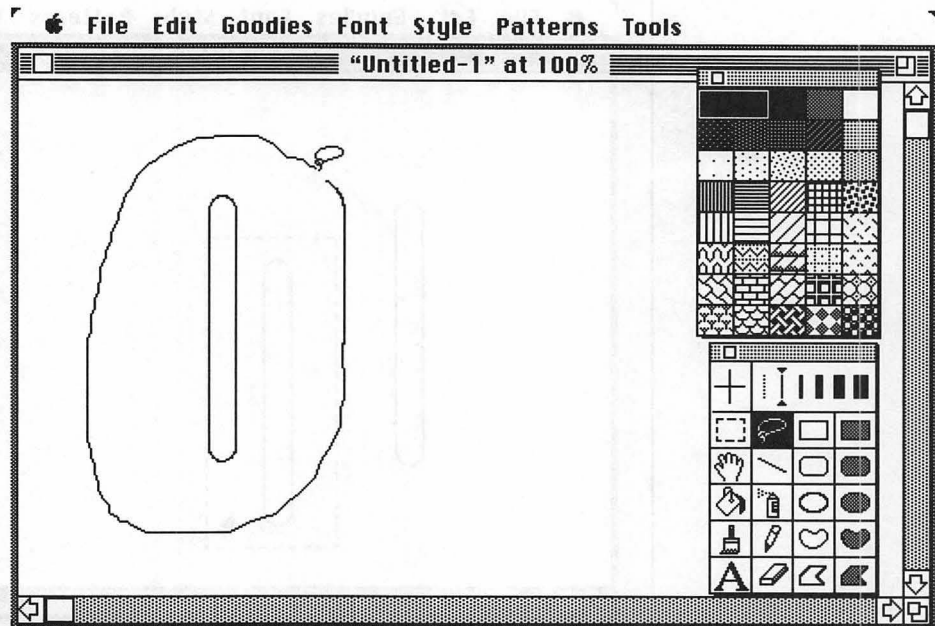 File Edit Goodies Font Style Patterns Tools
“Untitled-1” at 100%
A